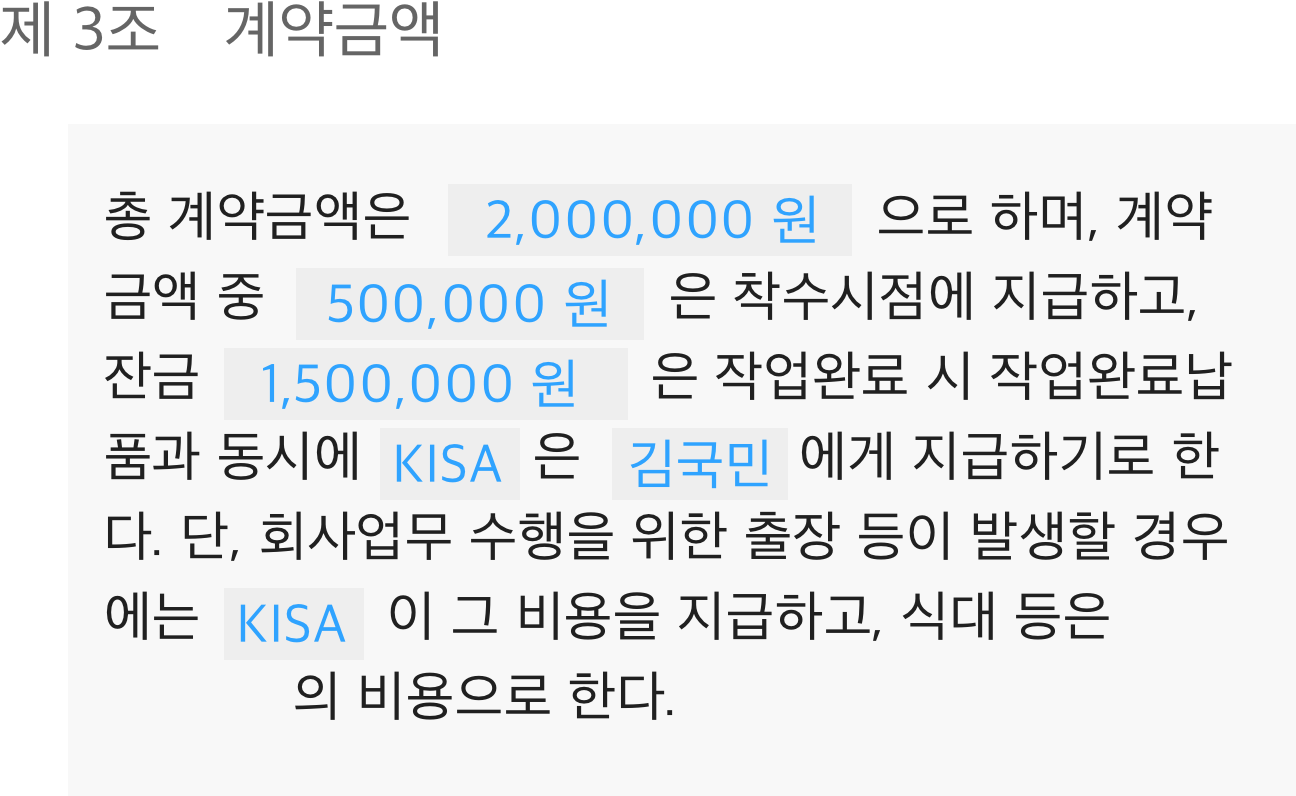 제 3조 계약금액
총 계약금액은 2,000,000 원 으로 하며, 계약
금액 중 500,000 원 은 착수시점에 지급하고,
잔금 1,500,000 원 은 작업완료 시 작업완료납
품과 동시에 KISA 은 김국민 에게 지급하기로 한
다. 단, 회사업무 수행을 위한 출장 등이 발생할 경우
에는 KISA 이 그 비용을 지급하고, 식대 등은
의 비용으로 한다.